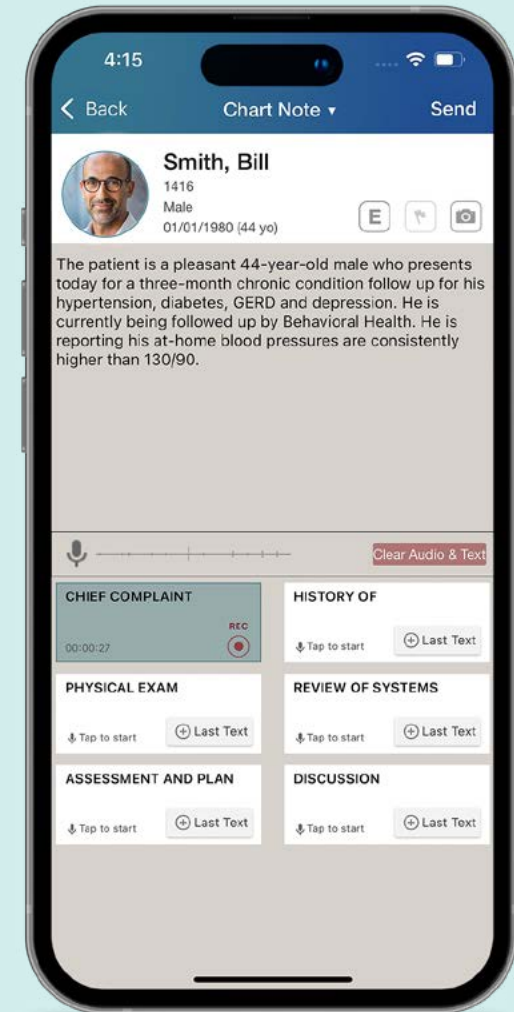 4:15
Back Chart Note ▾ Send
Smith, Bill
1416
Male
01/01/1980 (44 yo)
E
The patient is a pleasant 44-year-old male who presents
today for a three-month chronic condition follow up for his
hypertension, diabetes, GERD and depression. He is
currently being followed up by Behavioral Health. He is
reporting his at-home blood pressures are consistently
higher than 130/90.
Clear Audio & Text
CHIEF COMPLAINT
REC
00:00:27
HISTORY OF
Tap to start
Last Text
PHYSICAL EXAM
Tap to start
Last Text
REVIEW OF SYSTEMS
Tap to start
Last Text
ASSESSMENT AND PLAN
Tap to start
Last Text
DISCUSSION
Tap to start
Last Text